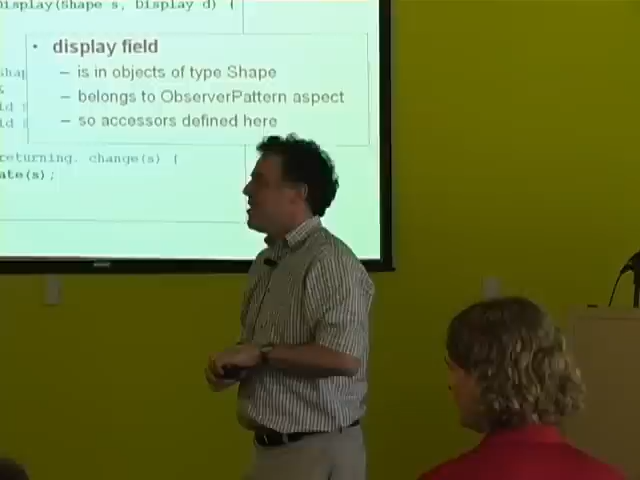 Display(Shape s, Display d) {
• display field
– is in objects of type Shape
– belongs to ObserverPattern aspect
– so accessors defined here
returning. change(s) {
ate(s);